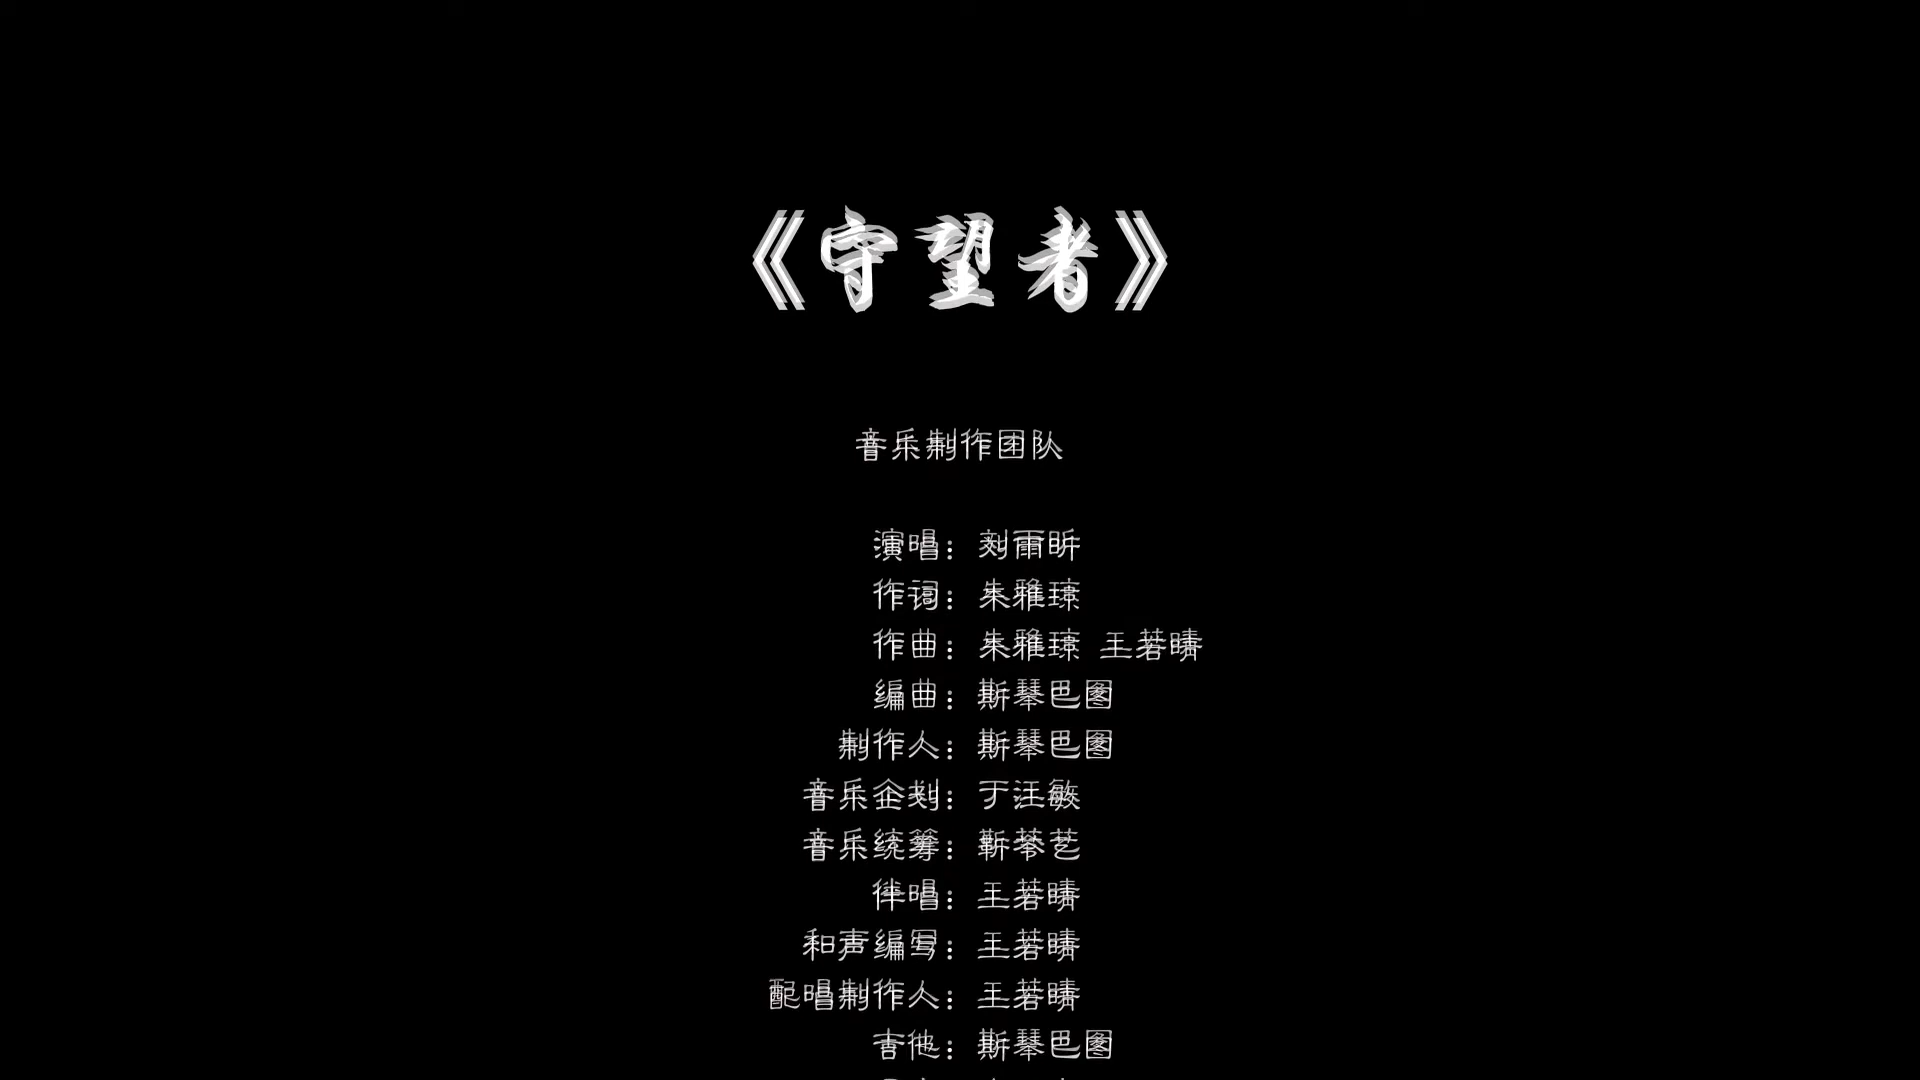 《守望者》
音乐制作团队
演唱：刘雨昕
作词：朱雅琼
作曲：朱雅琼 王若晴
编曲：斯琴巴图
制作人：斯琴巴图
音乐企划：于汪敏
音乐统筹：靳苓艺
伴唱：王若晴
和声编写：王若晴
配唱制作人：王若晴
吉他：斯琴巴图